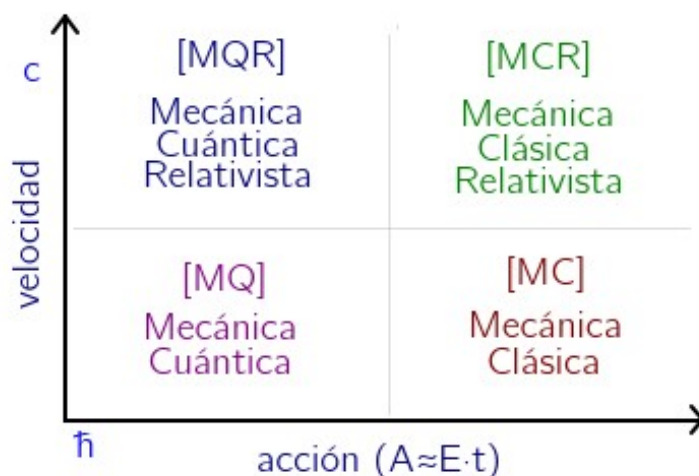 c
velocidad
[MQR]
Mecánica
Cuántica
Relativista
[MCR]
Mecánica
Clásica
Relativista
[MQ]
Mecánica
Cuántica
[MC]
Mecánica
Clásica
ħ
acción (A≈E·t)